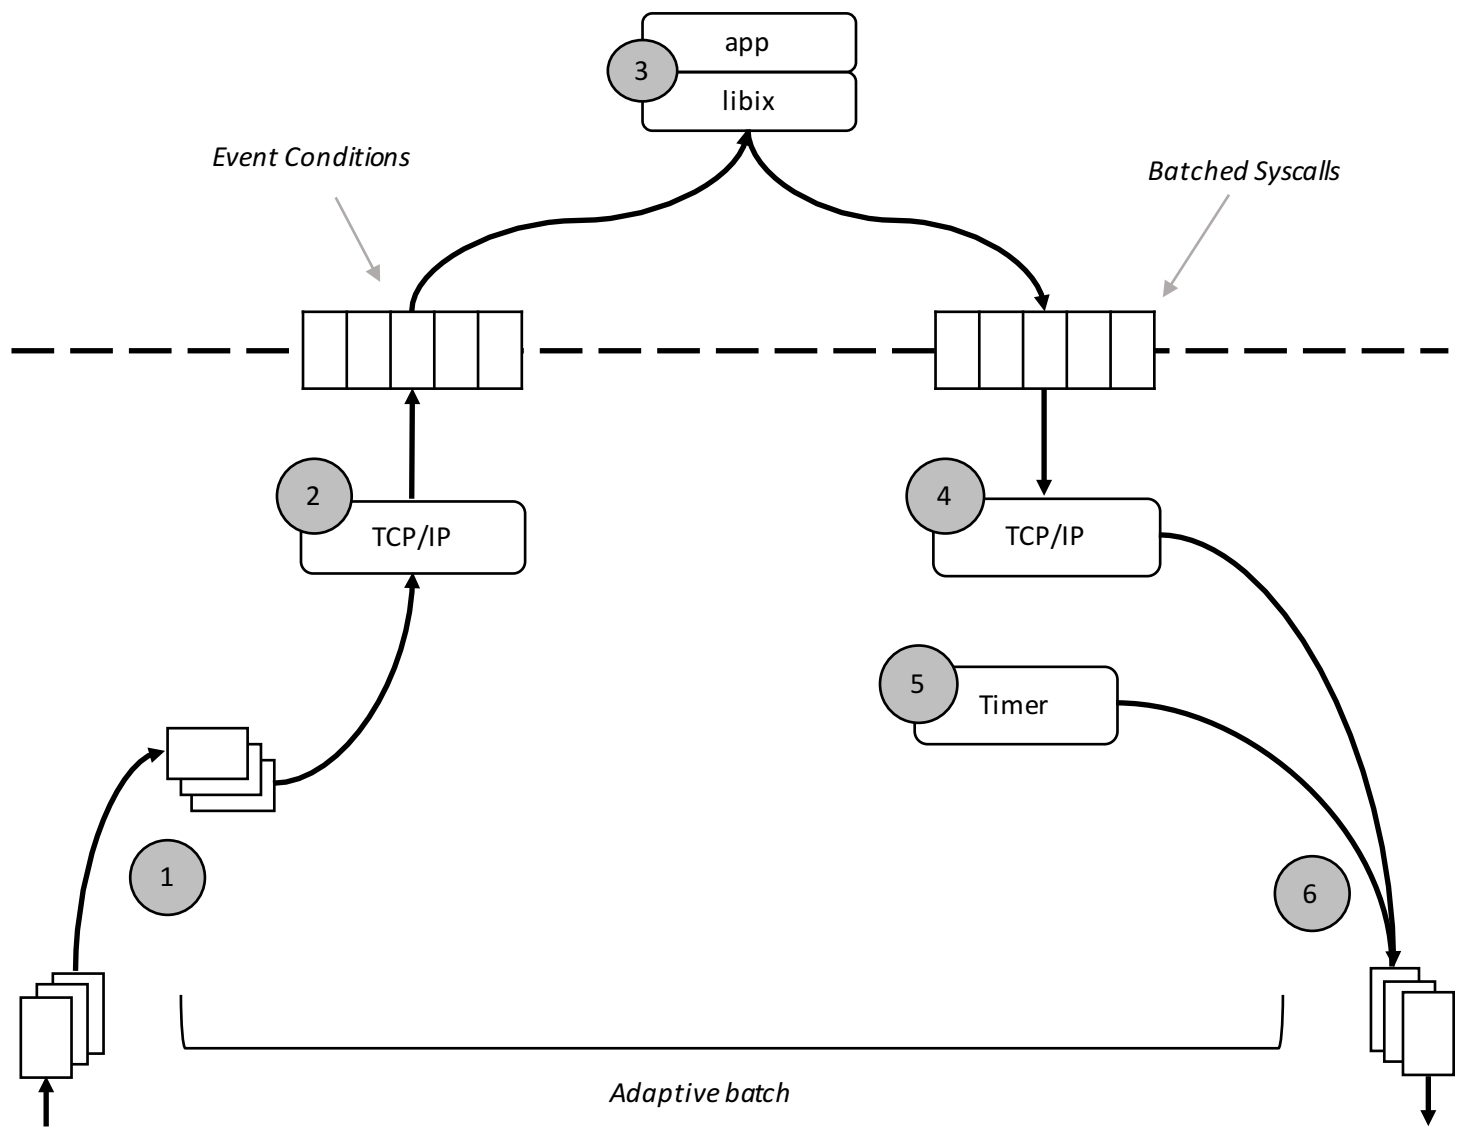 app
3
libix
Event Conditions
Batched Syscalls
2
TCP/IP
4
TCP/IP
5
Timer
1
6
Adaptive batch